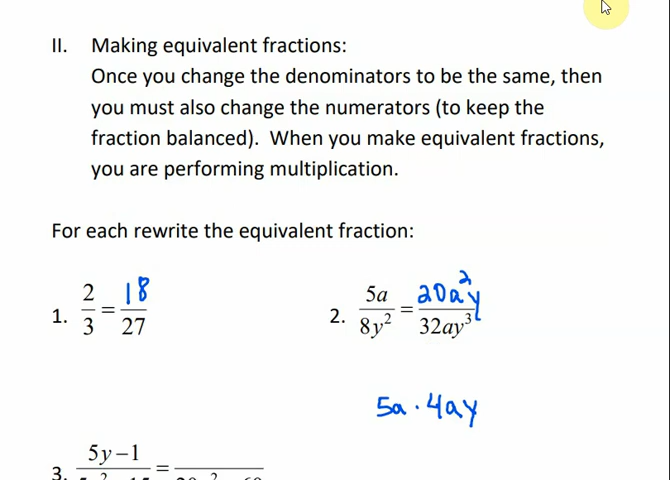 II. Making equivalent fractions:
Once you change the denominators to be the same, then
you must also change the numerators (to keep the
fraction balanced). When you make equivalent fractions,
you are performing multiplication.
For each rewrite the equivalent fraction:
1. 2/3 = 18/27
2. 5a/8y² = 20a²y/32ay³
5a · 4ay
3. 5y−1
=